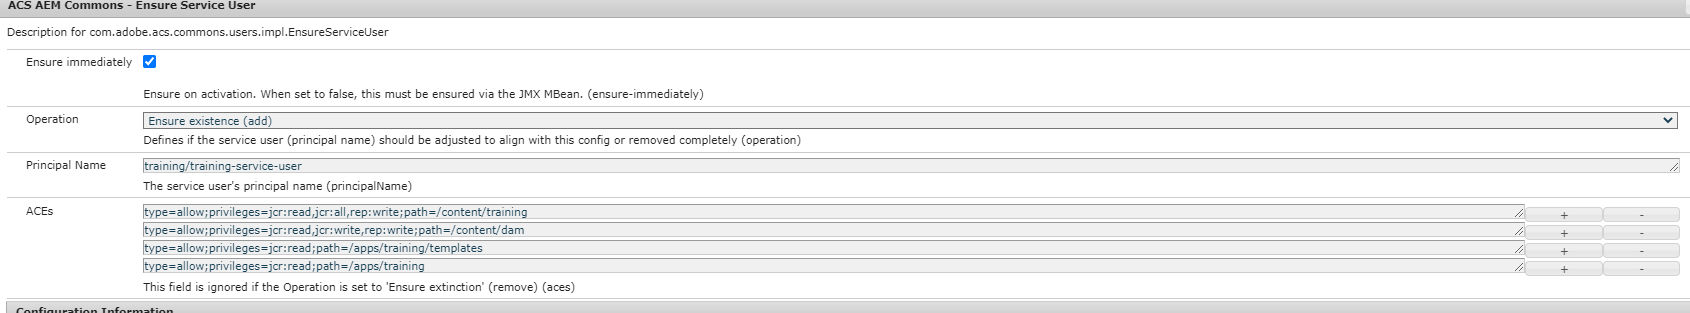 ACS AEM Commons - Ensure Service User
Description for com.adobe.acs.commons.users.impl.EnsureServiceUser
Ensure immediately
Ensure on activation. When set to false, this must be ensured via the JMX MBean. (ensure-immediately)
Operation Ensure existence (add)
Defines if the service user (principal name) should be adjusted to align with this config or removed completely (operation)
Principal Name training/training-service-user
The service user's principal name (principalName)
ACEs type=allow;privileges=jcr:read,jcr:all,rep:write;path=/content/training + -
type=allow;privileges=jcr:read,jcr:write,rep:write;path=/content/dam + -
type=allow;privileges=jcr:read;path=/apps/training/templates + -
type=allow;privileges=jcr:read;path=/apps/training + -
This field is ignored if the Operation is set to 'Ensure extinction' (remove) (aces)
Configuration Information